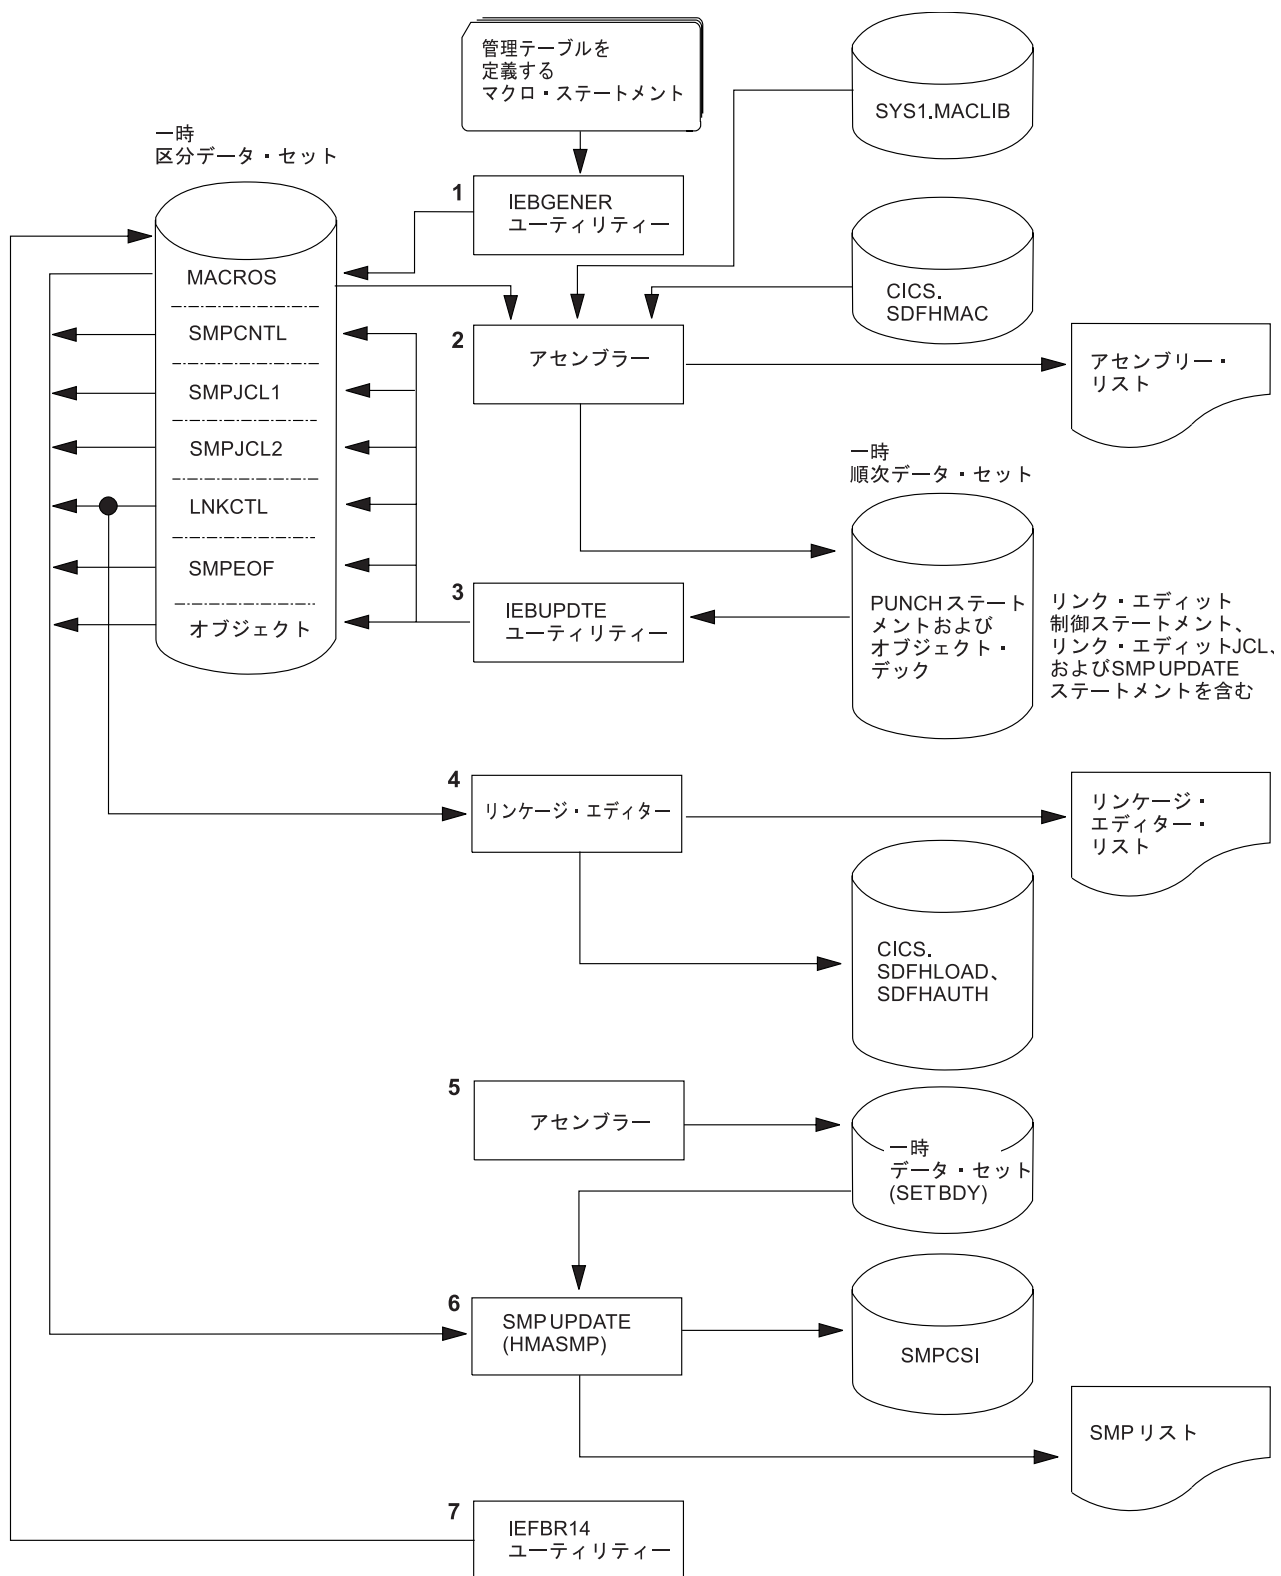 管理テーブルを
定義する
マクロ・ステートメント
SYS1.MACLIB
一時
区分データ・セット
1
IEBGENER
ユーティリティー
MACROS
CICS.
SDFHMAC
SMPCNTL
2
アセンブラー
アセンブリー・
リスト
SMPJCL1
SMPJCL2
一時
順次データ・セット
LNKCTL
SMPEOF
3
IEBUPDTE
ユーティリティー
PUNCHステート
メントおよび
オブジェクト・
デック
リンク・エディット
制御ステートメント、
リンク・エディットJCL、
およびSMP UPDATE
ステートメントを含む
オブジェクト
4
リンケージ・エディター
リンケージ・
エディター・
リスト
CICS.
SDFHLOAD、
SDFHAUTH
5
アセンブラー
一時
データ・セット
(SETBDY)
6
SMP UPDATE
(HMASMP)
SMPCSI
SMP リスト
7
IEFBR14
ユーティリティー